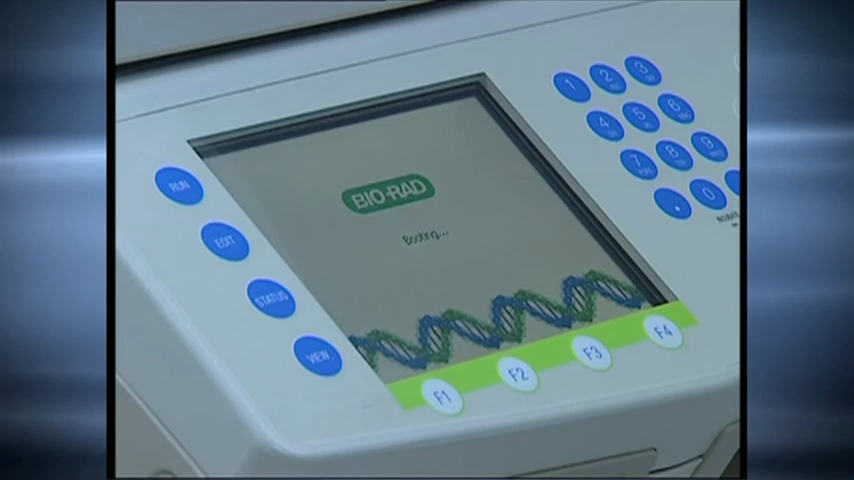 BIO-RAD
Booting...
RUN
EDIT
STATUS
VIEW
F1 F2 F3 F4
1 2 3
4 5 6
7 8 9
. 0